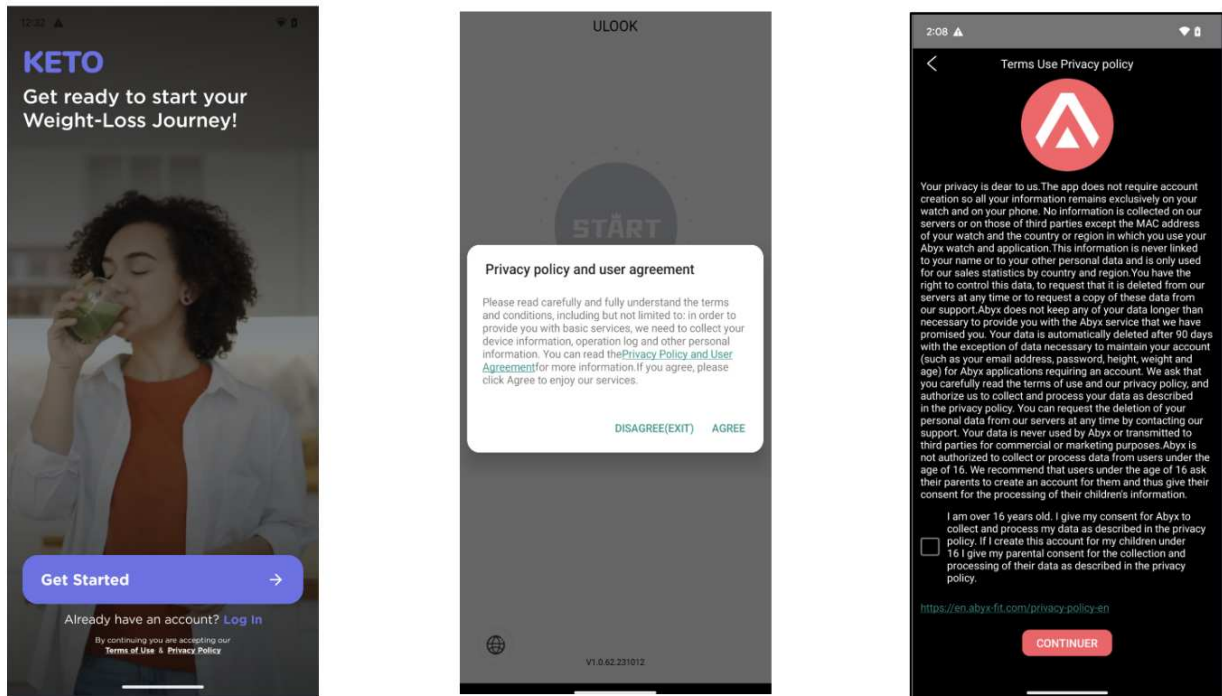 12:32
KETO
Get ready to start your
Weight-Loss Journey!
Get Started
Already have an account? Log In
By continuing you are accepting our
Terms of Use & Privacy Policy
ULOOK
START
Privacy policy and user agreement
Please read carefully and fully understand the terms
and conditions, including but not limited to: in order to
provide you with basic services, we need to collect your
device information, operation log and other personal
information. You can read thePrivacy Policy and User
Agreementfor more information.If you agree, please
click Agree to enjoy our services.
DISAGREE(EXIT) AGREE
V1.0.62.231012
2:08
Terms Use Privacy policy
Your privacy is dear to us.The app does not require account
creation so all your information remains exclusively on your
watch and on your phone. No information is collected on our
servers or on those of third parties except the MAC address
of your watch and the country or region in which you use your
Abyx watch and application.This information is never linked
to your name or to your other personal data and is only used
for our sales statistics by country and region.You have the
right to control this data, to request that it is deleted from our
servers at any time or to request a copy of these data from
our support.Abyx does not keep any of your data longer than
necessary to provide you with the Abyx service that we have
promised you. Your data is automatically deleted after 90 days
with the exception of data necessary to maintain your account
(such as your email address, password, height, weight and
age) for Abyx applications requiring an account. We ask that
you carefully read the terms of use and our privacy policy, and
authorize us to collect and process your data as described
in the privacy policy. You can request the deletion of your
personal data from our servers at any time by contacting our
support. Your data is never used by Abyx or transmitted to
third parties for commercial or marketing purposes.Abyx is
not authorized to collect or process data from users under the
age of 16. We recommend that users under the age of 16 ask
their parents to create an account for them and thus give their
consent for the processing of their children's information.
I am over 16 years old. I give my consent for Abyx to
collect and process my data as described in the privacy
policy. If I create this account for my children under
16 I give my parental consent for the collection and
processing of their data as described in the privacy
policy.
https://en.abyx-fit.com/privacy-policy-en
CONTINUER